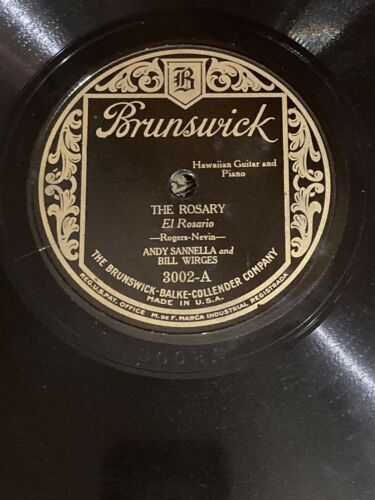 B
Brunswick
Hawaiian Guitar and
Piano
THE ROSARY
El Rosario
—Rogers-Nevin—
ANDY SANNELLA and
BILL WIRGES
3002-A
THE BRUNSWICK-BALKE-COLLENDER COMPANY
MADE IN U.S.A.
REG.U.S.PAT. OFFICE M. DE F. MARCA INDUSTRIAL REGISTRADA